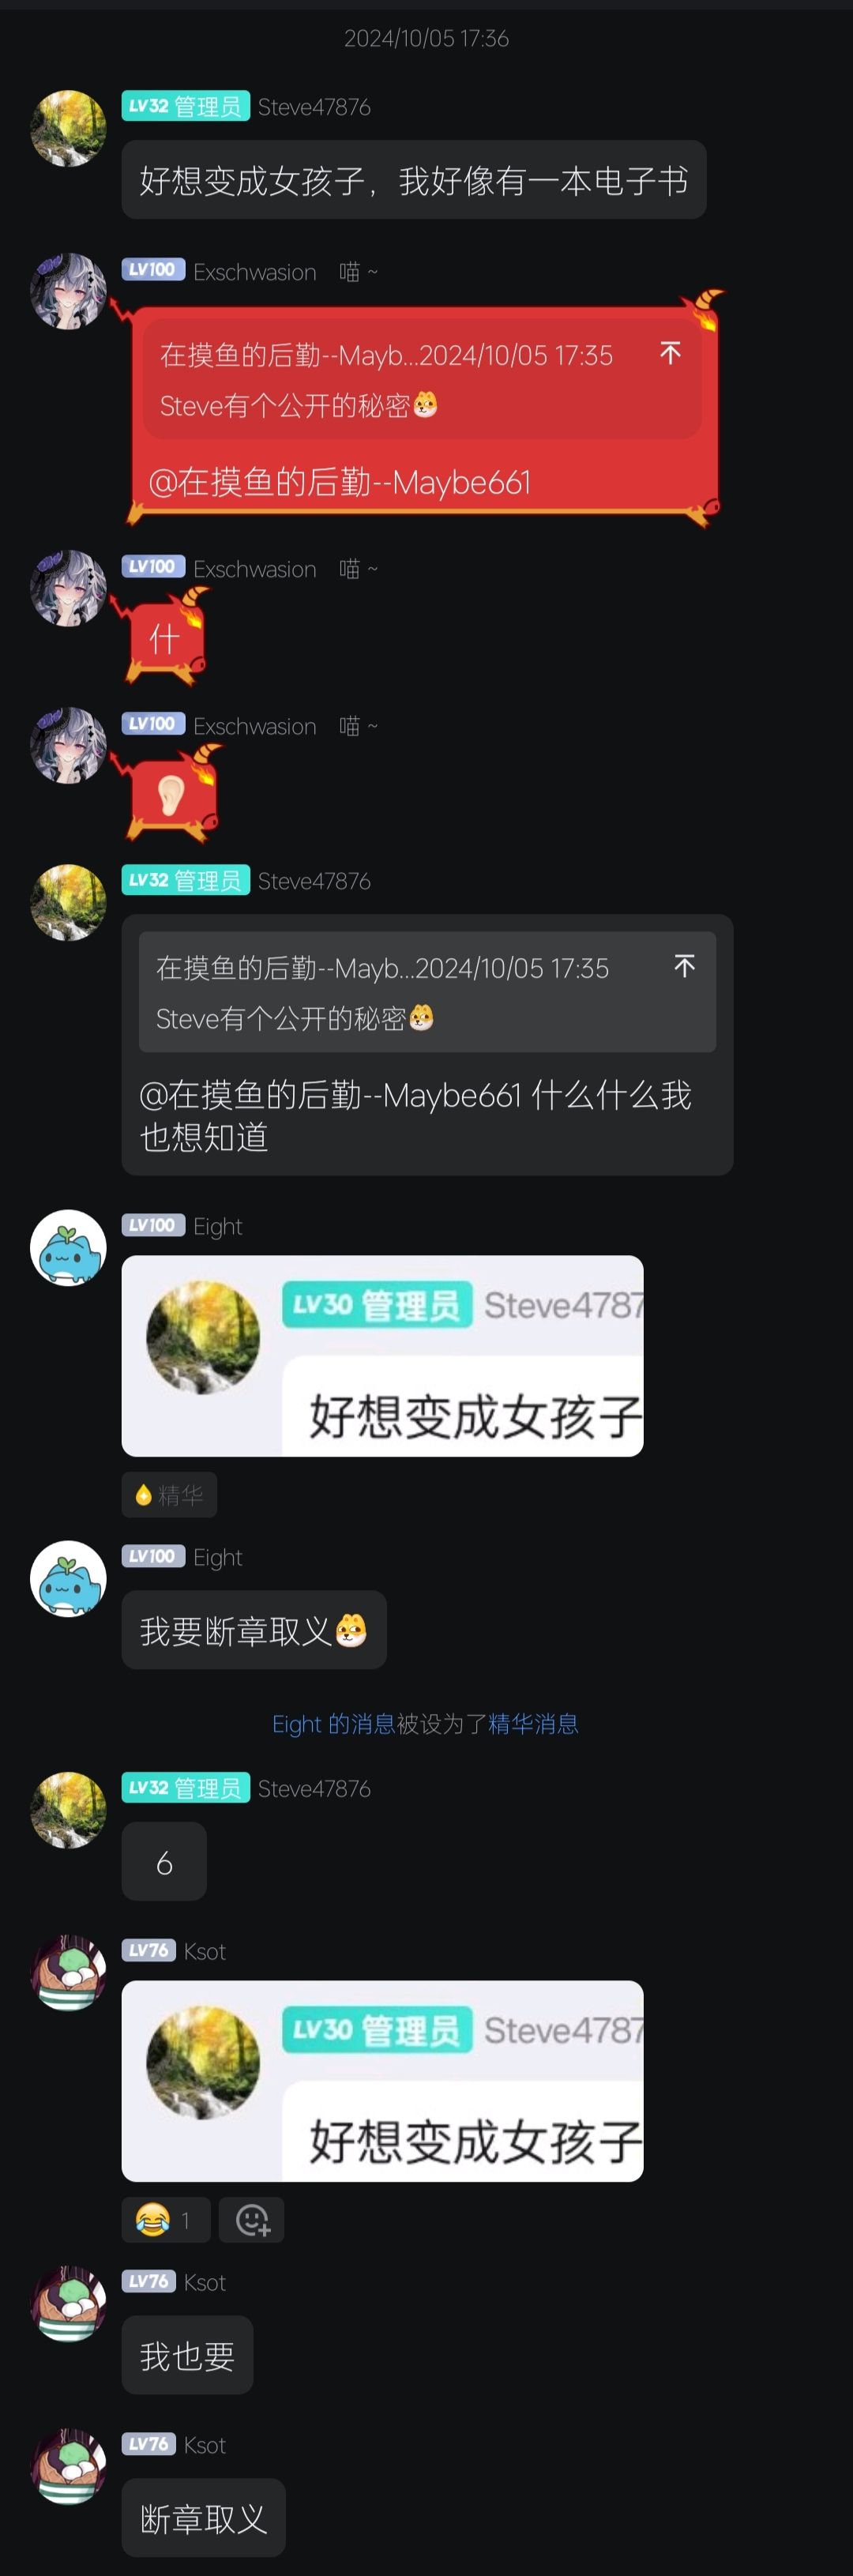 2024/10/05 17:36
LV32 管理员 Steve47876
好想变成女孩子，我好像有一本电子书
LV100 Exschwasion 喵 ~
在摸鱼的后勤--Mayb...2024/10/05 17:35
Steve有个公开的秘密
@在摸鱼的后勤--Maybe661
LV100 Exschwasion 喵 ~
什
LV100 Exschwasion 喵 ~
LV32 管理员 Steve47876
在摸鱼的后勤--Mayb...2024/10/05 17:35
Steve有个公开的秘密
@在摸鱼的后勤--Maybe661 什么什么我
也想知道
LV100 Eight
LV30 管理员 Steve4787
好想变成女孩子
精华
LV100 Eight
我要断章取义
Eight 的消息被设为了精华消息
LV32 管理员 Steve47876
6
LV76 Ksot
LV30 管理员 Steve4787
好想变成女孩子
1
LV76 Ksot
我也要
LV76 Ksot
断章取义